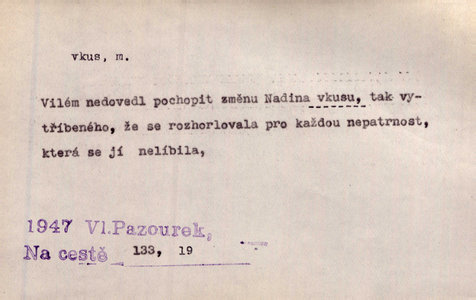 vkus, m.
Vilém nedovedl pochopit změnu Nadina vkusu, tak vy-
tříbeného, že se rozhorlovala pro každou nepatrnost,
která se jí nelíbila,
1947 Vl.Pazourek,
Na cestě 133, 19